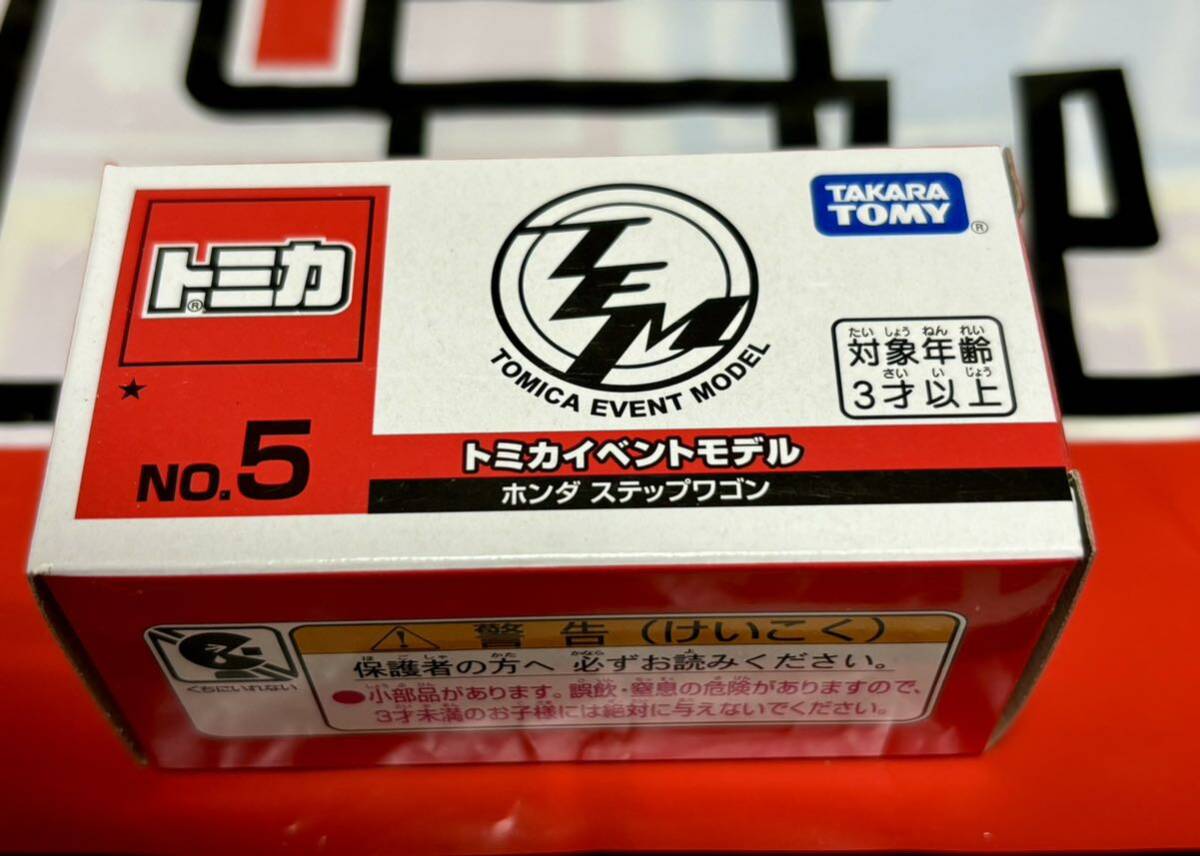 トミカ®
★
NO.5
TEM
TOMICA EVENT MODEL
TAKARA
TOMY®
たいしょうねんれい
対象年齢
さいいじょう
3才以上
トミカイベントモデル
ホンダ ステップワゴン
くちにいれない
警告(けいこく)
保護者の方へ 必ずお読みください。
●小部品があります。誤飲・窒息の危険がありますので、
3才未満のお子様には絶対に与えないでください。